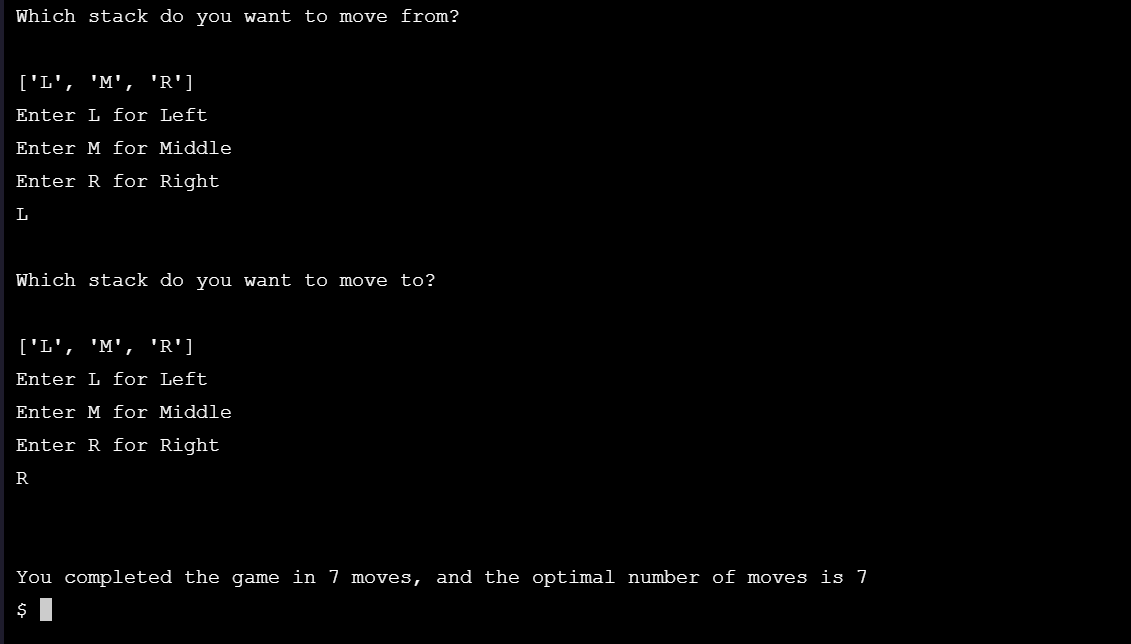 Which stack do you want to move from?
['L', 'M', 'R']
Enter L for Left
Enter M for Middle
Enter R for Right
L
Which stack do you want to move to?
['L', 'M', 'R']
Enter L for Left
Enter M for Middle
Enter R for Right
R
You completed the game in 7 moves, and the optimal number of moves is 7
$